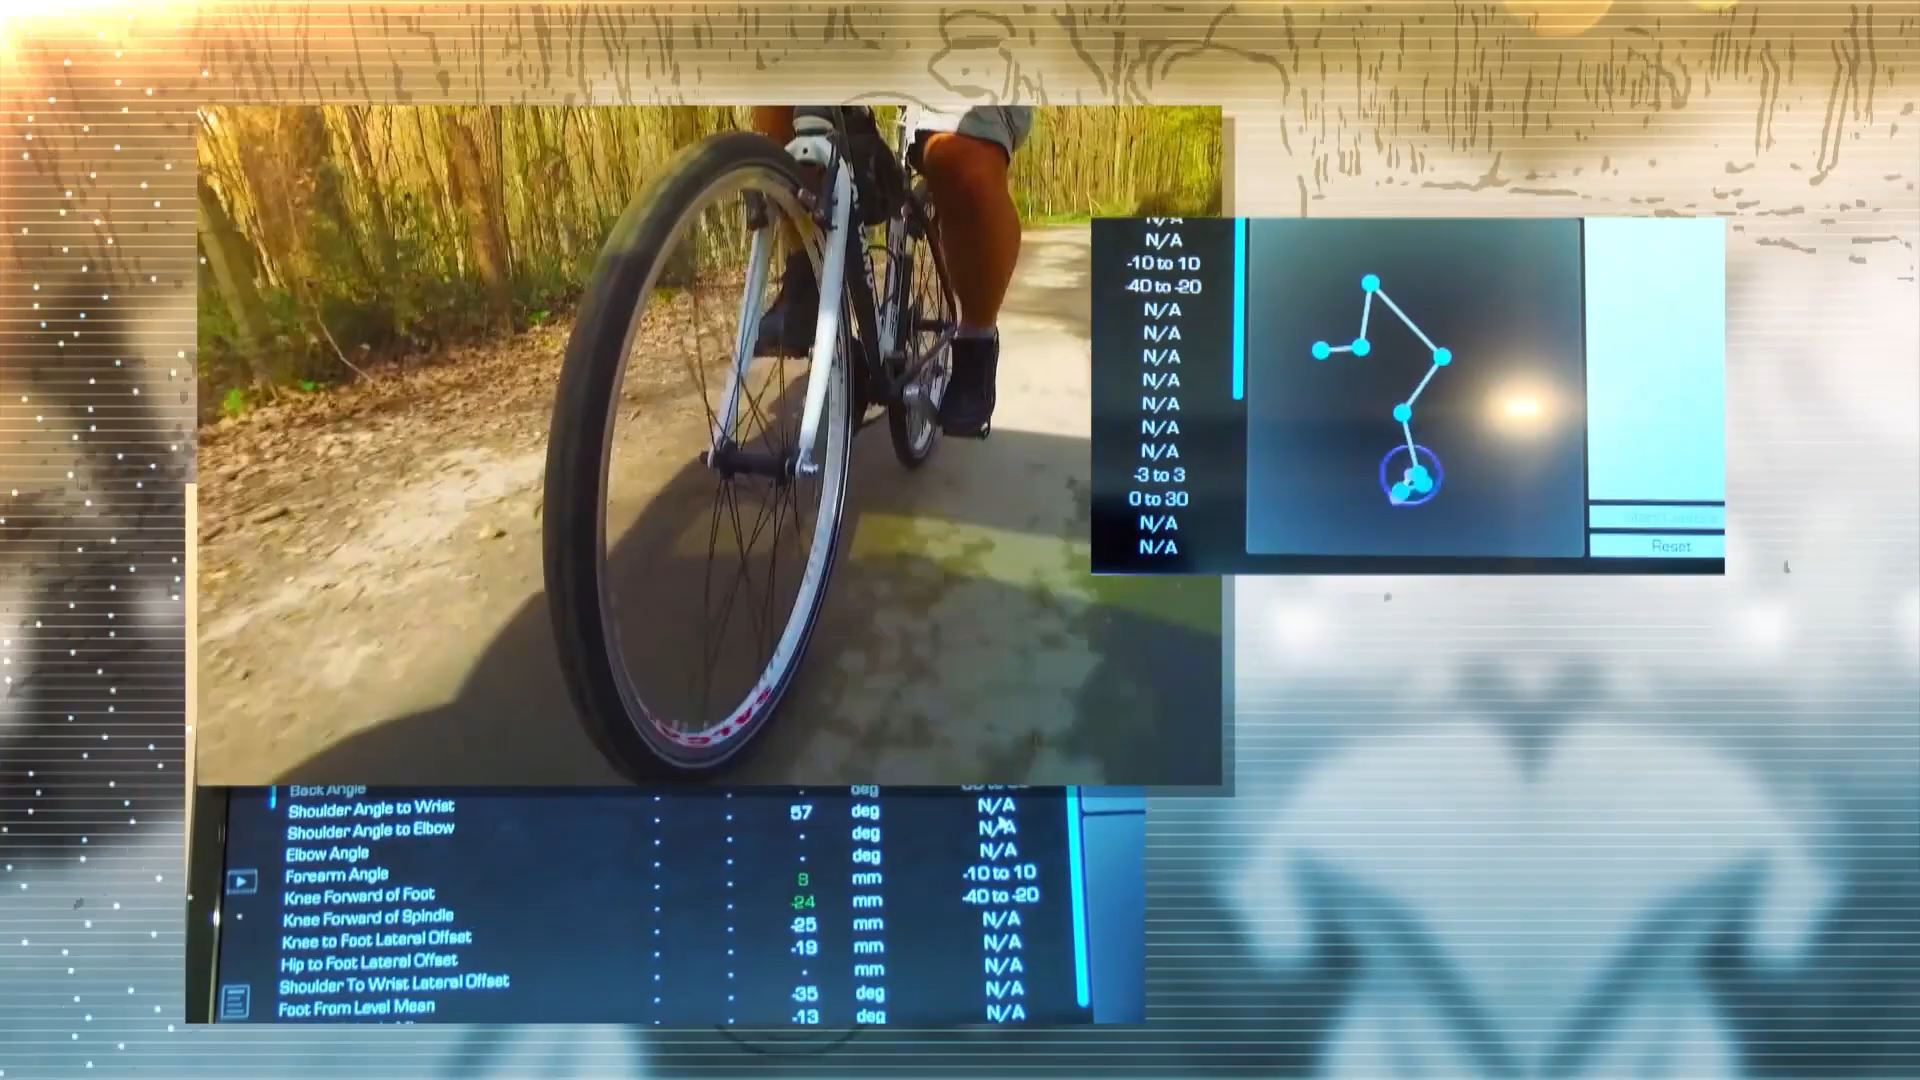 N/A
N/A
-10 to 10
-40 to -20
N/A
N/A
N/A
N/A
N/A
N/A
N/A
-3 to 3
0 to 30
N/A
N/A
Reset
Back Angle deg
Shoulder Angle to Wrist 57 deg N/A
Shoulder Angle to Elbow deg N/A
Elbow Angle deg N/A
Forearm Angle 8 mm -10 to 10
Knee Forward of Foot -24 mm -40 to -20
Knee Forward of Spindle -25 mm N/A
Knee to Foot Lateral Offset -19 mm N/A
Hip to Foot Lateral Offset mm N/A
Shoulder To Wrist Lateral Offset -35 deg N/A
Foot From Level Mean -13 deg N/A